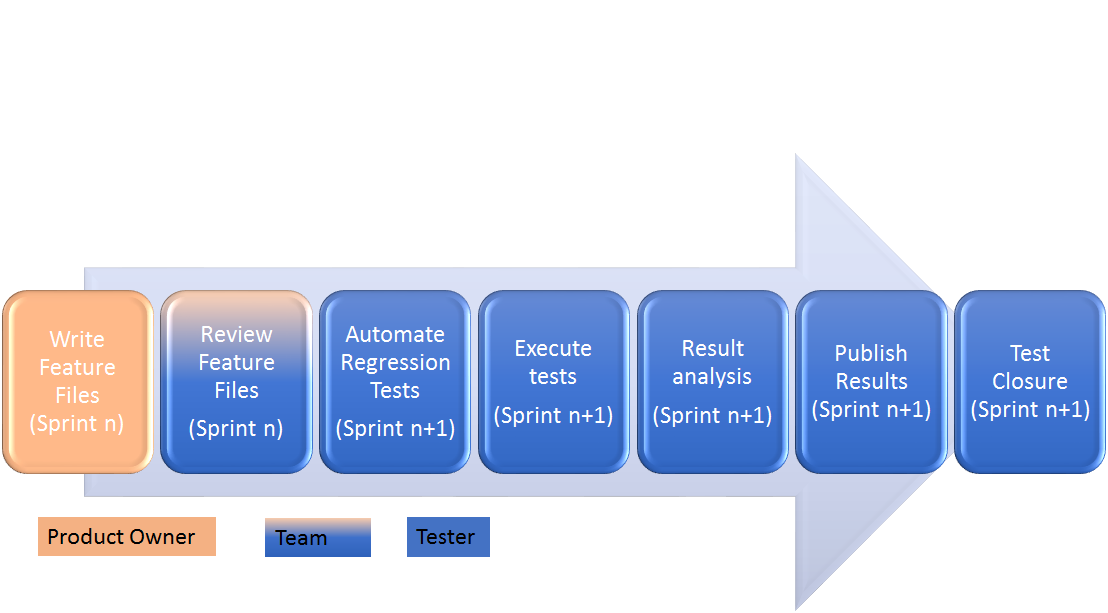 Write
Feature
Files
(Sprint n)
Review
Feature
Files
(Sprint n)
Automate
Regression
Tests
(Sprint n+1)
Execute
tests
(Sprint n+1)
Result
analysis
(Sprint n+1)
Publish
Results
(Sprint n+1)
Test
Closure
(Sprint n+1)
Product Owner
Team
Tester